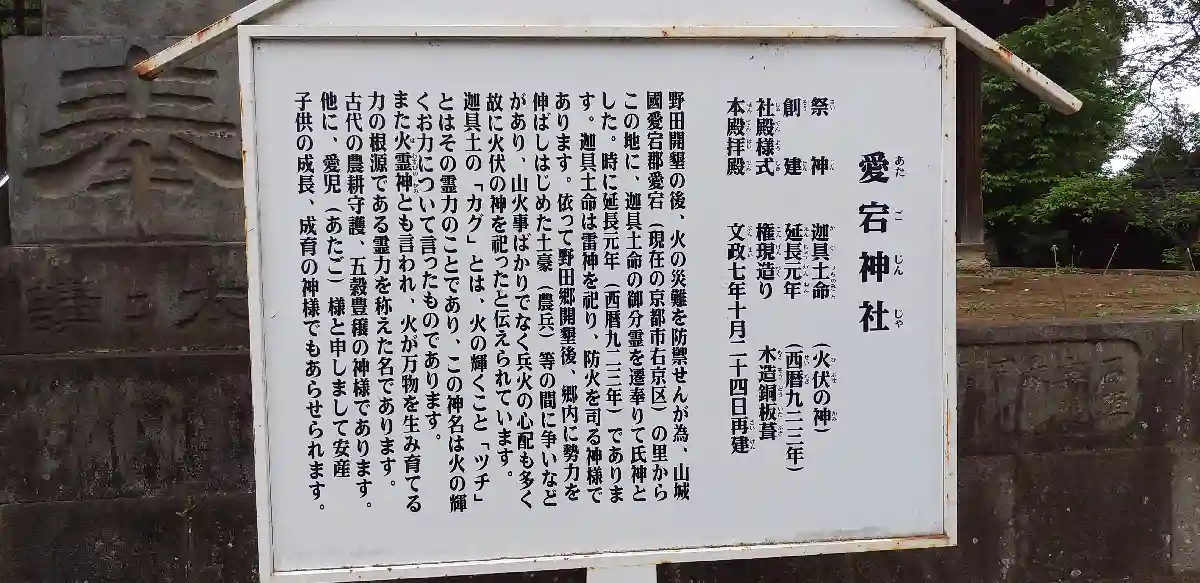 愛宕神社
あたごじんじゃ
祭神 迦具土命 (火伏の神)
創建 延長元年 (西暦九二三年)
社殿様式 権現造り 木造銅板葺
本殿拝殿 文政七年十月二十四日再建
野田開墾の後、火の災難を防禦せんが為、山城
國愛宕郡愛宕(現在の京都市右京区)の里から
この地に、迦具土命の御分霊を遷奉りて氏神と
した。時に延長元年(西暦九二三年)でありま
す。迦具土命は雷神を祀り、防火を司る神様で
あります。依って野田郷開墾後、郷内に勢力を
伸ばしはじめた土豪(農兵)等の間に争いなど
があり、山火事ばかりでなく兵火の心配も多く
故に火伏の神を祀ったと伝えられています。
迦具土の「カグ」とは、火の輝くこと「ツチ」
とはその霊力のことであり、この神名は火の輝
くお力について言ったものであります。
また火霊神とも言われ、火が万物を生み育てる
力の根源である霊力を称えた名であります。
古代の農耕守護、五穀豊穣の神様であります。
他に、愛児(あたご)様と申しまして安産
子供の成長、成育の神様でもあらせられます。
奉